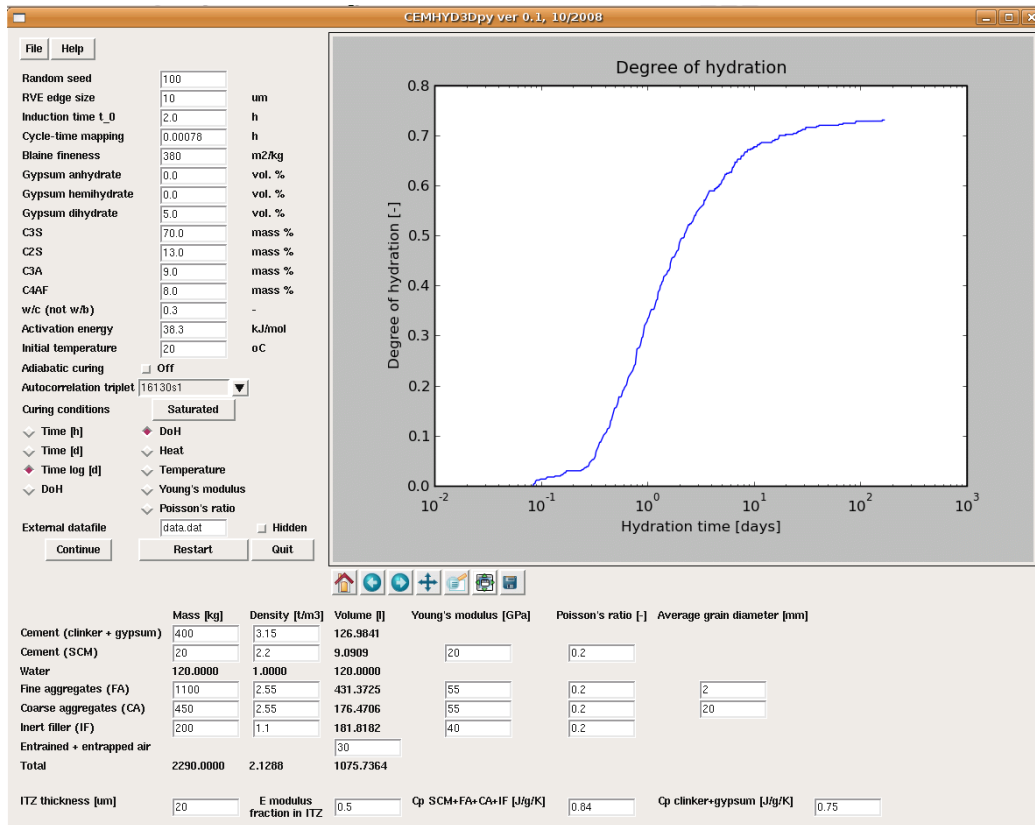 CEMHYD3Dpy ver 0.1, 10/2008
File Help
Random seed 100
RVE edge size 10 um
Induction time t_0 2.0 h
Cycle-time mapping 0.00078 h
Blaine fineness 380 m2/kg
Gypsum anhydrate 0.0 vol. %
Gypsum hemihydrate 0.0 vol. %
Gypsum dihydrate 5.0 vol. %
C3S 70.0 mass %
C2S 13.0 mass %
C3A 9.0 mass %
C4AF 8.0 mass %
w/c (not w/b) 0.3 -
Activation energy 38.3 kJ/mol
Initial temperature 20 oC
Adiabatic curing Off
Autocorrelation triplet 16130s1
Curing conditions Saturated
Time [h] DoH
Time [d] Heat
Time log [d] Temperature
DoH Young's modulus
Poisson's ratio
External datafile data.dat Hidden
Continue Restart Quit
Degree of hydration
0.8
0.7
0.6
0.5
0.4
0.3
0.2
0.1
0.0
Degree of hydration [-]
10^-2 10^-1 10^0 10^1 10^2 10^3
Hydration time [days]
Mass [kg] Density [t/m3] Volume [l] Young's modulus [GPa] Poisson's ratio [-] Average grain diameter [mm]
Cement (clinker + gypsum) 400 3.15 126.9841
Cement (SCM) 20 2.2 9.0909 20 0.2
Water 120.0000 1.0000 120.0000
Fine aggregates (FA) 1100 2.55 431.3725 55 0.2 2
Coarse aggregates (CA) 450 2.55 176.4706 55 0.2 20
Inert filler (IF) 200 1.1 181.8182 40 0.2
Entrained + entrapped air 30
Total 2290.0000 2.1288 1075.7364
ITZ thickness [um] 20 E modulus fraction in ITZ 0.5 Cp SCM+FA+CA+IF [J/g/K] 0.84 Cp clinker+gypsum [J/g/K] 0.75